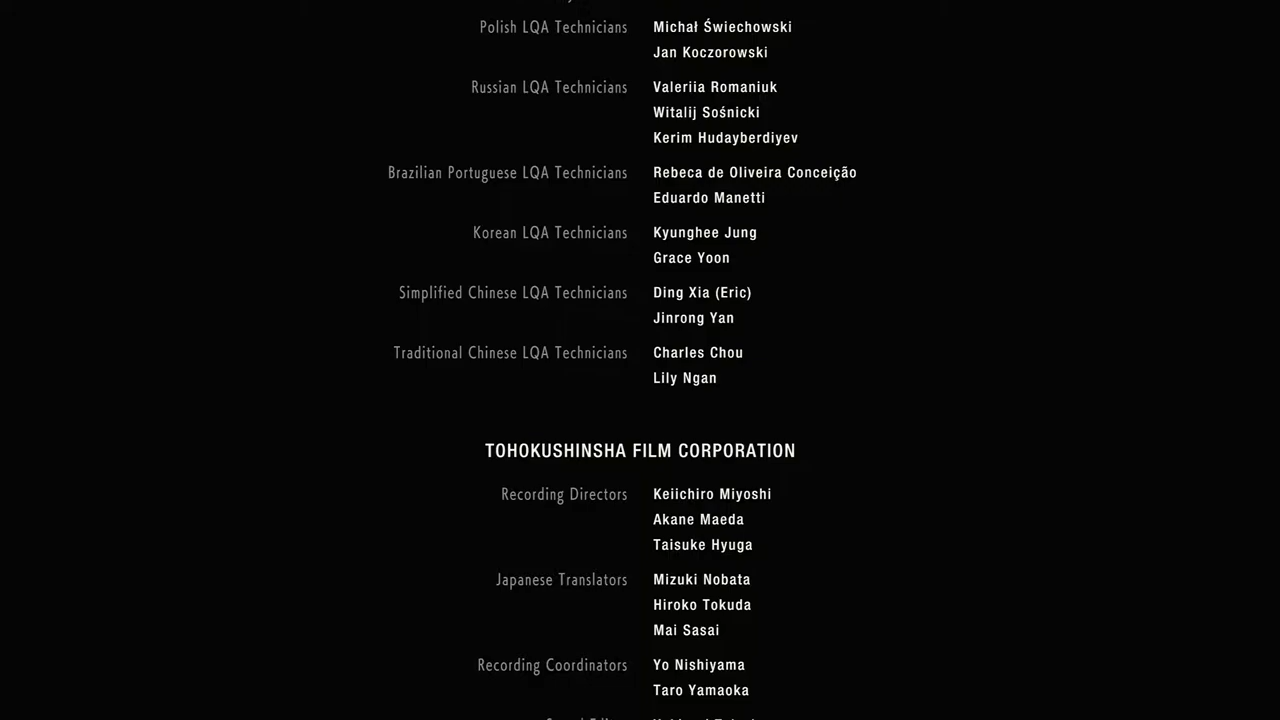 Polish LQA Technicians Michał Świechowski
Jan Koczorowski
Russian LQA Technicians Valeriia Romaniuk
Witalij Sośnicki
Kerim Hudayberdiyev
Brazilian Portuguese LQA Technicians Rebeca de Oliveira Conceição
Eduardo Manetti
Korean LQA Technicians Kyunghee Jung
Grace Yoon
Simplified Chinese LQA Technicians Ding Xia (Eric)
Jinrong Yan
Traditional Chinese LQA Technicians Charles Chou
Lily Ngan
TOHOKUSHINSHA FILM CORPORATION
Recording Directors Keiichiro Miyoshi
Akane Maeda
Taisuke Hyuga
Japanese Translators Mizuki Nobata
Hiroko Tokuda
Mai Sasai
Recording Coordinators Yo Nishiyama
Taro Yamaoka